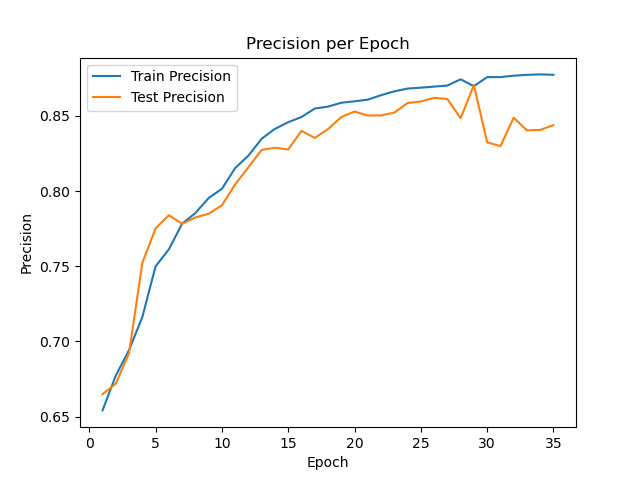 Precision per Epoch
Train Precision
Test Precision
0.85
0.80
0.75
0.70
0.65
Precision
0 5 10 15 20 25 30 35
Epoch